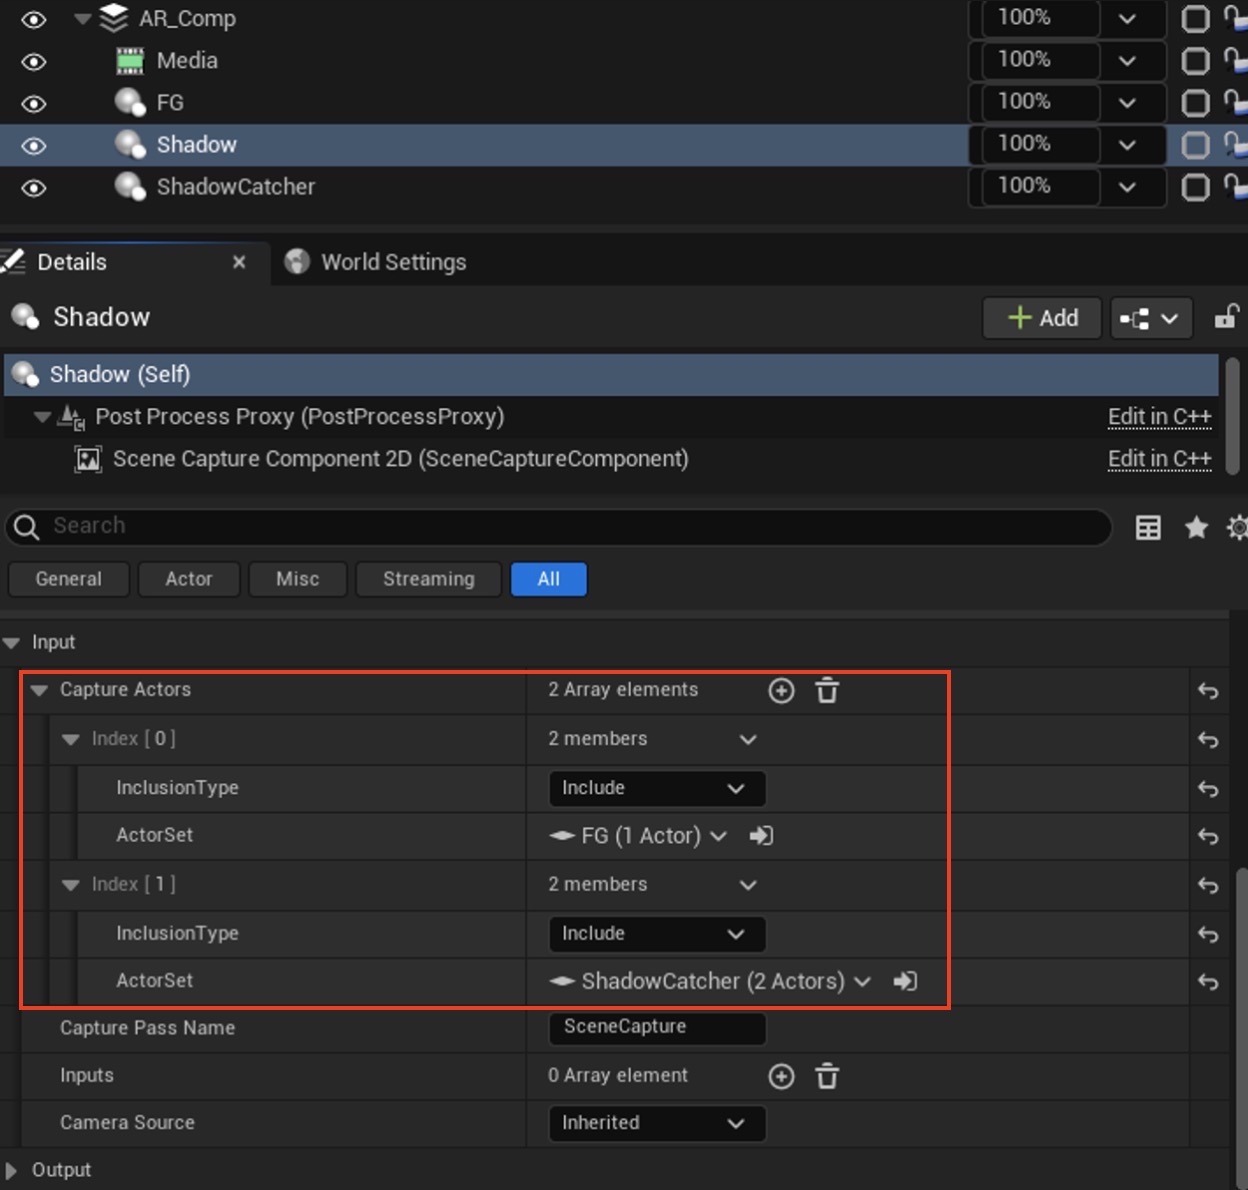 AR_Comp 100%
Media 100%
FG 100%
Shadow 100%
ShadowCatcher 100%
Details × World Settings
Shadow + Add
Shadow (Self)
Post Process Proxy (PostProcessProxy) Edit in C++
Scene Capture Component 2D (SceneCaptureComponent) Edit in C++
Search
General Actor Misc Streaming All
Input
Capture Actors 2 Array elements
Index [ 0 ] 2 members
InclusionType Include
ActorSet FG (1 Actor)
Index [ 1 ] 2 members
InclusionType Include
ActorSet ShadowCatcher (2 Actors)
Capture Pass Name SceneCapture
Inputs 0 Array element
Camera Source Inherited
Output